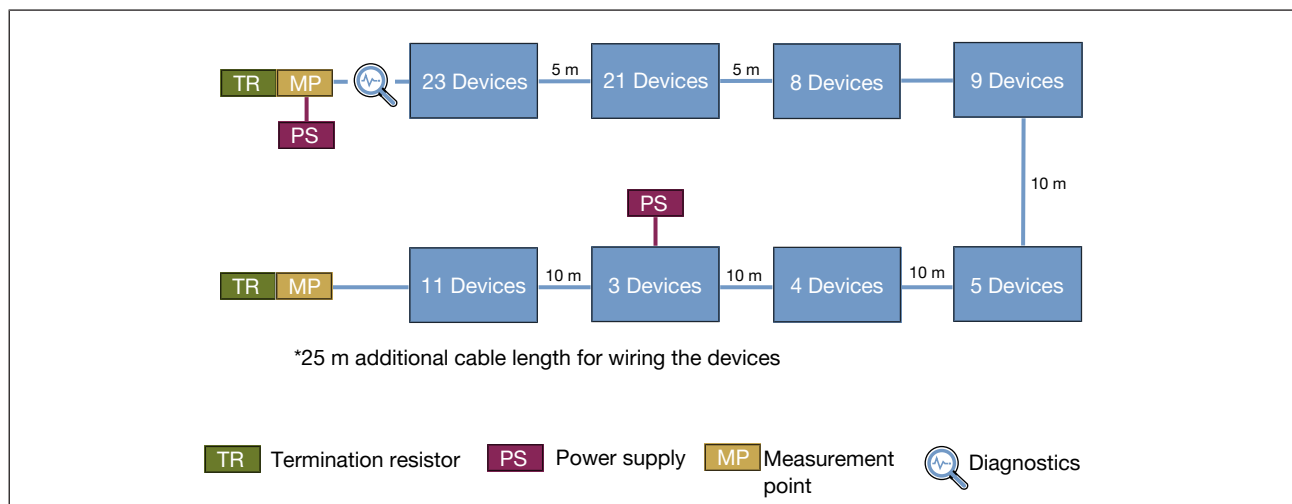 TR MP 23 Devices 5 m 21 Devices 5 m 8 Devices 9 Devices
PS
10 m
PS
TR MP 11 Devices 10 m 3 Devices 10 m 4 Devices 10 m 5 Devices
*25 m additional cable length for wiring the devices
TR Termination resistor PS Power supply MP Measurement Diagnostics
point